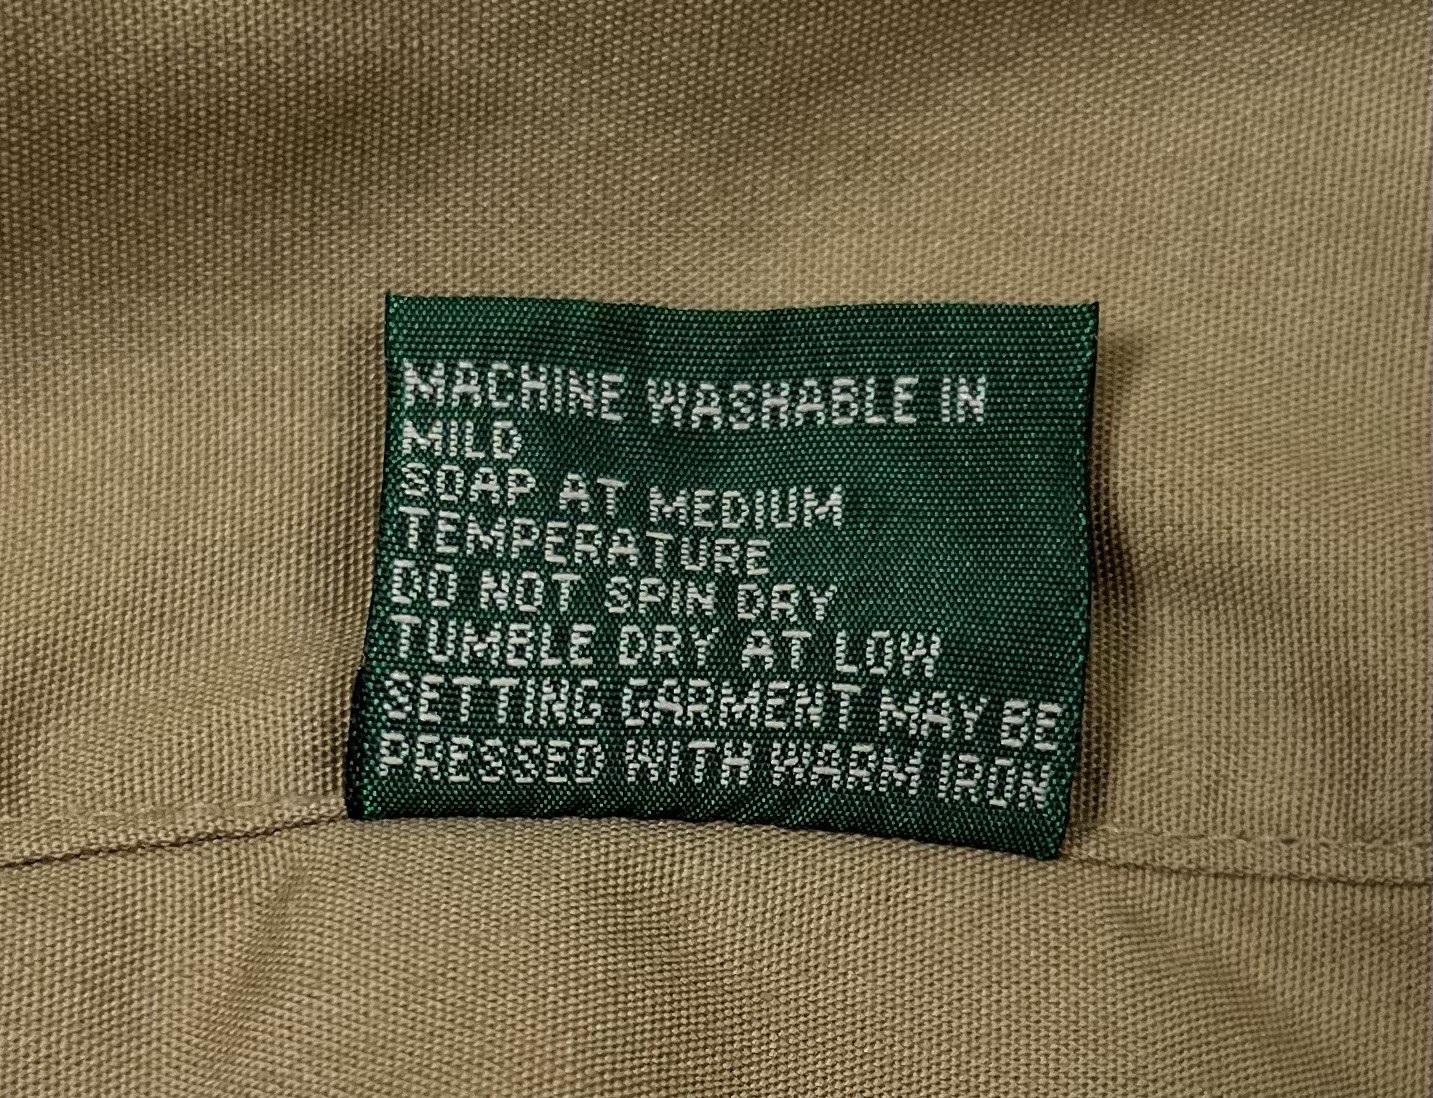 MACHINE WASHABLE IN
MILD
SOAP AT MEDIUM
TEMPERATURE
DO NOT SPIN DRY
TUMBLE DRY AT LOW
SETTING GARMENT MAY BE
PRESSED WITH WARM IRON